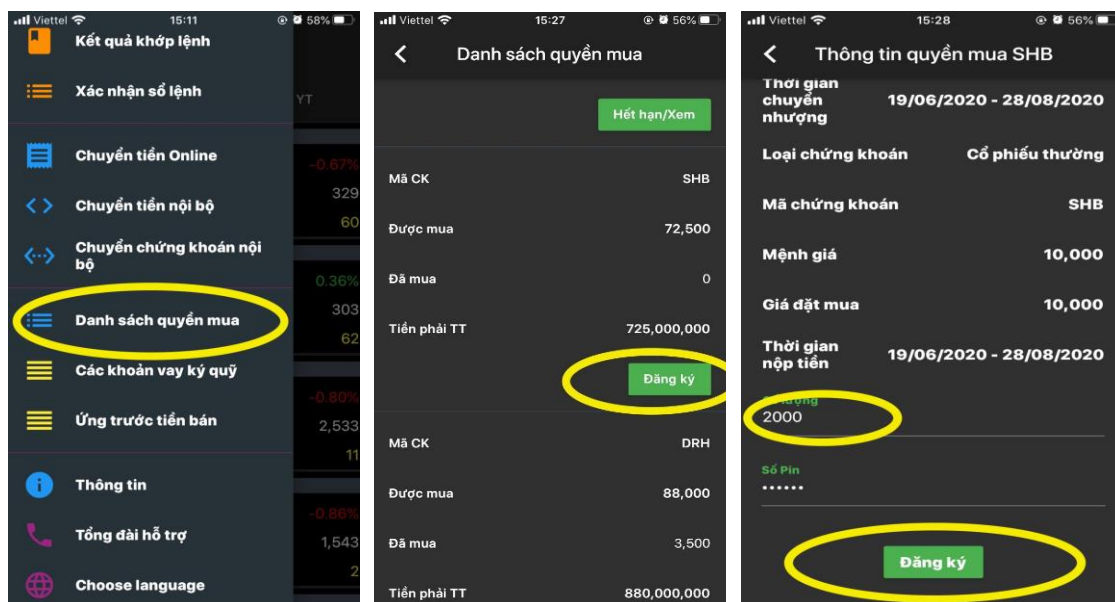 Viettel 15:11 58%
Kết quả khớp lệnh
Xác nhận sổ lệnh
YT
Chuyển tiền Online
-0.67%
329
Chuyển tiền nội bộ
60
Chuyển chứng khoán nội
bộ
0.36%
303
Danh sách quyền mua
62
Các khoản vay ký quỹ
-0.80%
Ứng trước tiền bán
2,533
11
Thông tin
-0.86%
Tổng đài hỗ trợ
1,543
2
Choose language
Viettel 15:27 56%
Danh sách quyền mua
Hết hạn/Xem
Mã CK SHB
Được mua 72,500
Đã mua 0
Tiền phải TT 725,000,000
Đăng ký
Mã CK DRH
Được mua 88,000
Đã mua 3,500
Tiền phải TT 880,000,000
Viettel 15:28 56%
Thông tin quyền mua SHB
Thời gian
chuyển 19/06/2020 - 28/08/2020
nhượng
Loại chứng khoán Cổ phiếu thường
Mã chứng khoán SHB
Mệnh giá 10,000
Giá đặt mua 10,000
Thời gian
nộp tiền 19/06/2020 - 28/08/2020
2000
Số Pin
Đăng ký